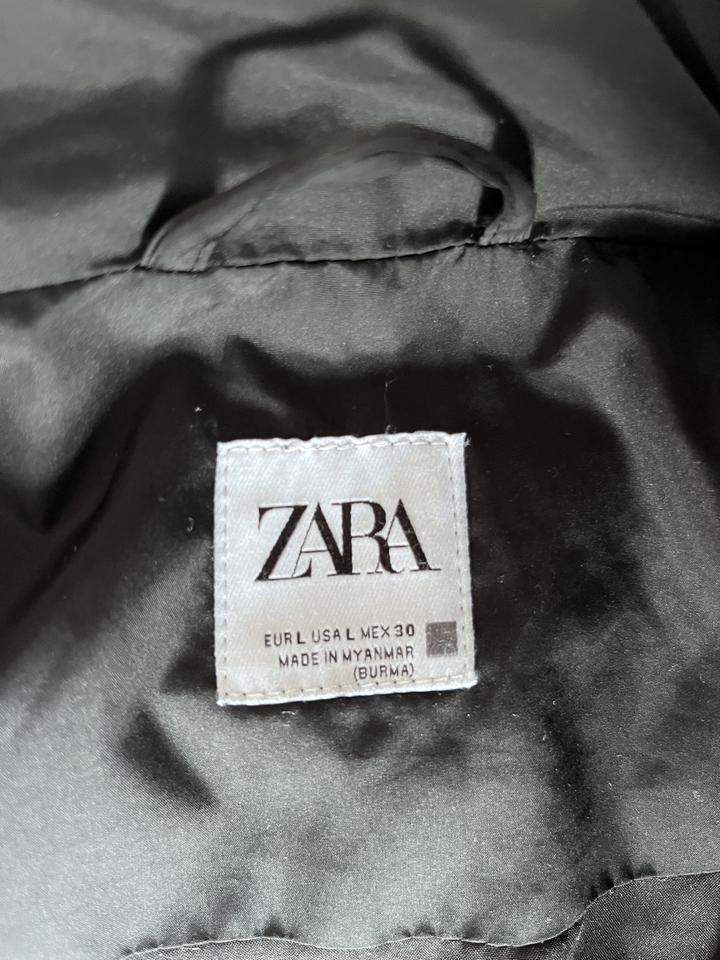 ZARA
EUR L USA L MEX 30
MADE IN MYANMAR
(BURMA)